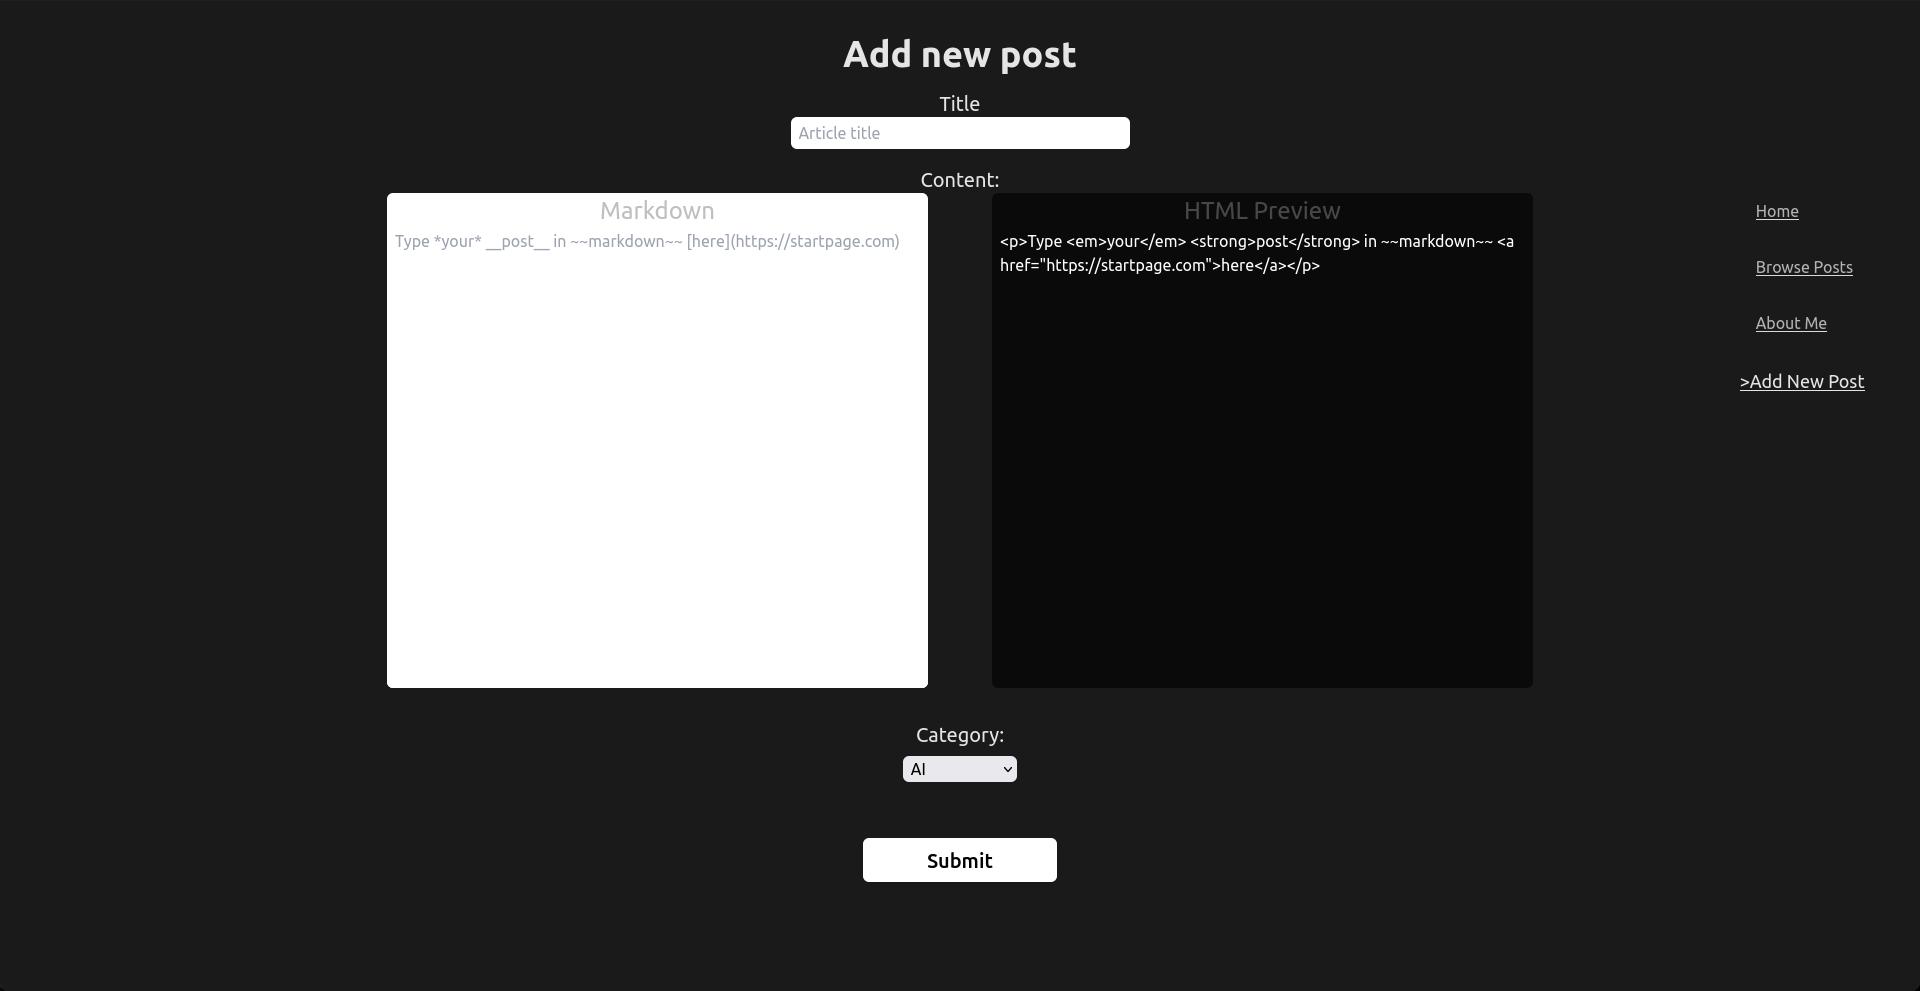 Add new post
Title
Article title
Content:
Markdown
Type *your* __post__ in ~~markdown~~ [here](https://startpage.com)
HTML Preview
<p>Type <em>your</em> <strong>post</strong> in ~~markdown~~ <a
href="https://startpage.com">here</a></p>
Category:
AI
Submit
Home
Browse Posts
About Me
>Add New Post